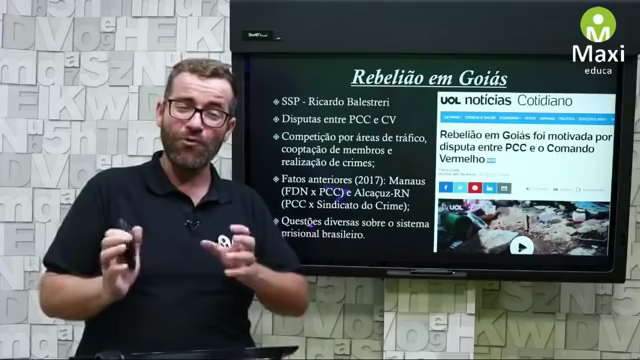 Maxi
educa
Rebelião em Goiás
SSP - Ricardo Balestreri
Disputas entre PCC e CV
Competição por áreas de tráfico,
cooptação de membros e
realização de crimes;
Fatos anteriores (2017): Manaus
(FDN x PCC) e Alcaçuz-RN
(PCC x Sindicato do Crime);
Questões diversas sobre o sistema
prisional brasileiro.
UOL notícias Cotidiano
Rebelião em Goiás foi motivada por
disputa entre PCC e o Comando
Vermelho
UOL